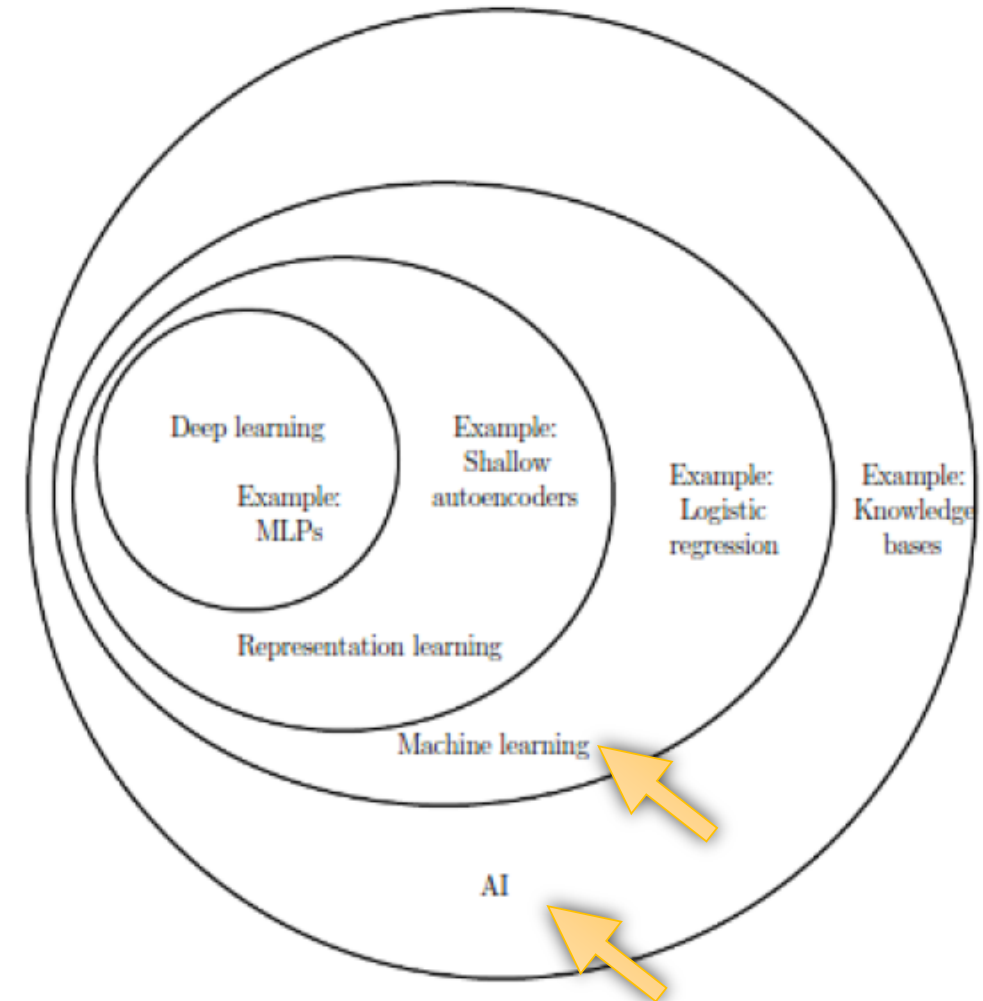 Deep learning
Example:
MLPs
Example:
Shallow
autoencoders
Example:
Logistic
regression
Example:
Knowledge
bases
Representation learning
Machine learning
AI